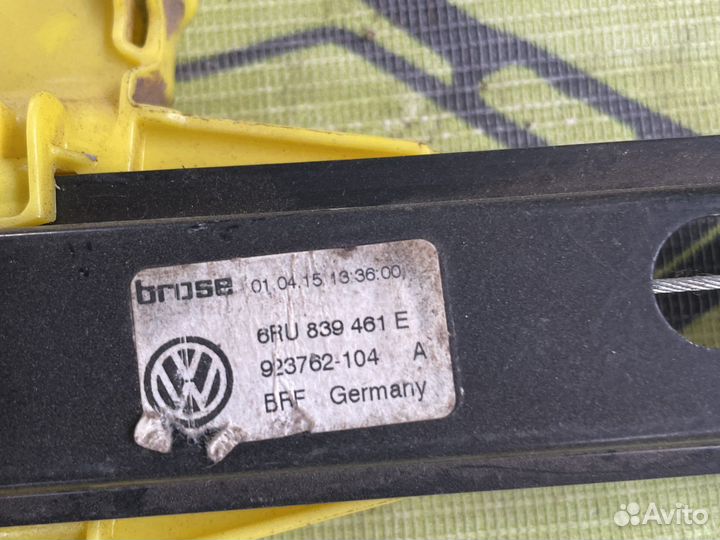 brose 01.04.15 13:36:00
6RU 839 461 E
923762-104 A
BRF Germany
Avito